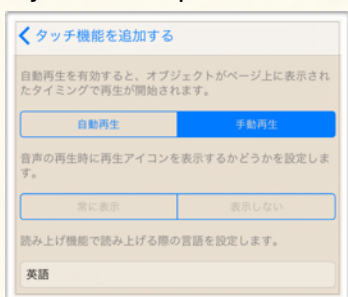 タッチ機能を追加する
自動再生を有効すると、オブジェクトがページ上に表示され
たタイミングで再生が開始されます。
自動再生 手動再生
音声の再生時に再生アイコンを表示するかどうかを設定しま
す。
常に表示 表示しない
読み上げ機能で読み上げる際の言語を設定します。
英語